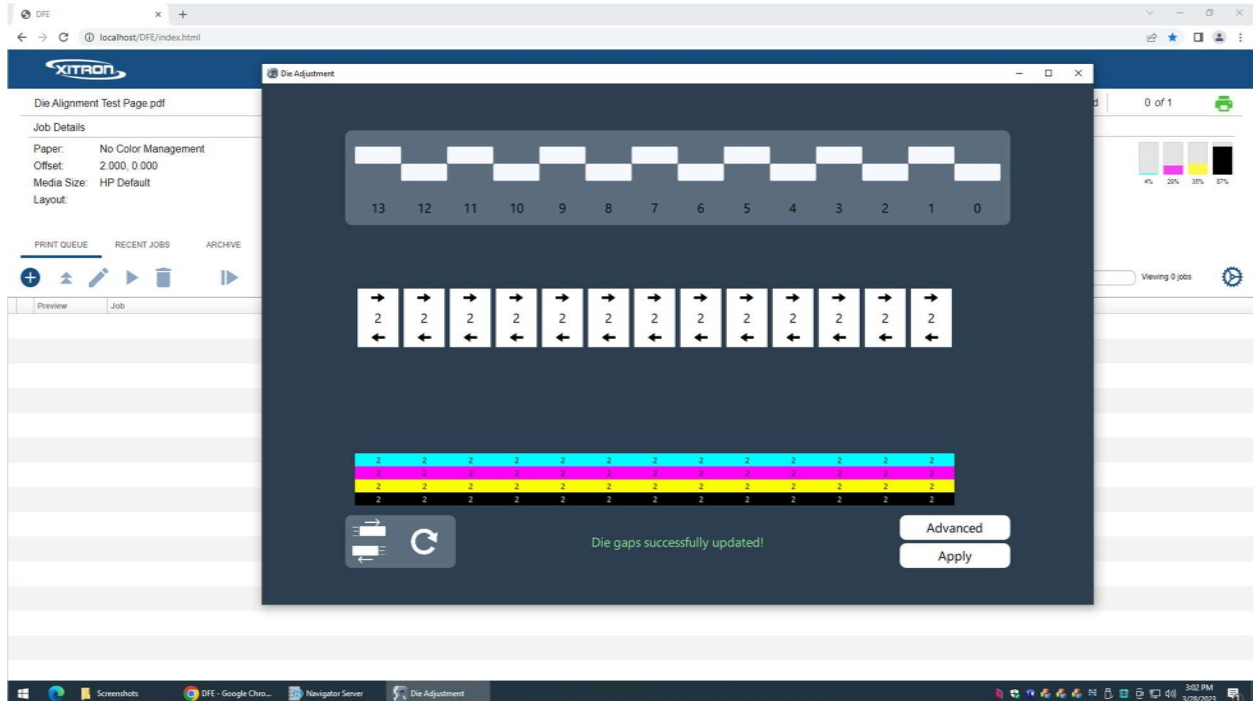 DFE
localhost/DFE/index.html
XITRON
Die Adjustment
Die Alignment Test Page.pdf
0 of 1
Job Details
Paper: No Color Management
Offset: 2.000, 0.000
Media Size: HP Default
Layout:
4% 29% 36% 87%
13 12 11 10 9 8 7 6 5 4 3 2 1 0
PRINT QUEUE RECENT JOBS ARCHIVE
Viewing 0 jobs
Preview Job
2 2 2 2 2 2 2 2 2 2 2 2 2
2 2 2 2 2 2 2 2 2 2 2 2 2
2 2 2 2 2 2 2 2 2 2 2 2 2
2 2 2 2 2 2 2 2 2 2 2 2 2
2 2 2 2 2 2 2 2 2 2 2 2 2
Die gaps successfully updated!
Advanced
Apply
Screenshots DFE - Google Chro... Navigator Server Die Adjustment
3:02 PM
3/28/2023